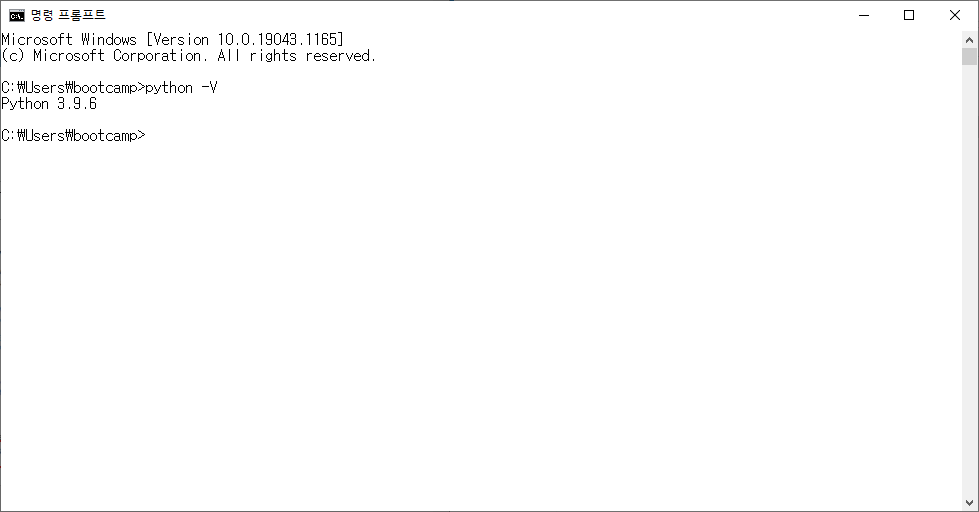 명령 프롬프트
Microsoft Windows [Version 10.0.19043.1165]
(c) Microsoft Corporation. All rights reserved.
C:₩Users₩bootcamp>python -V
Python 3.9.6
C:₩Users₩bootcamp>